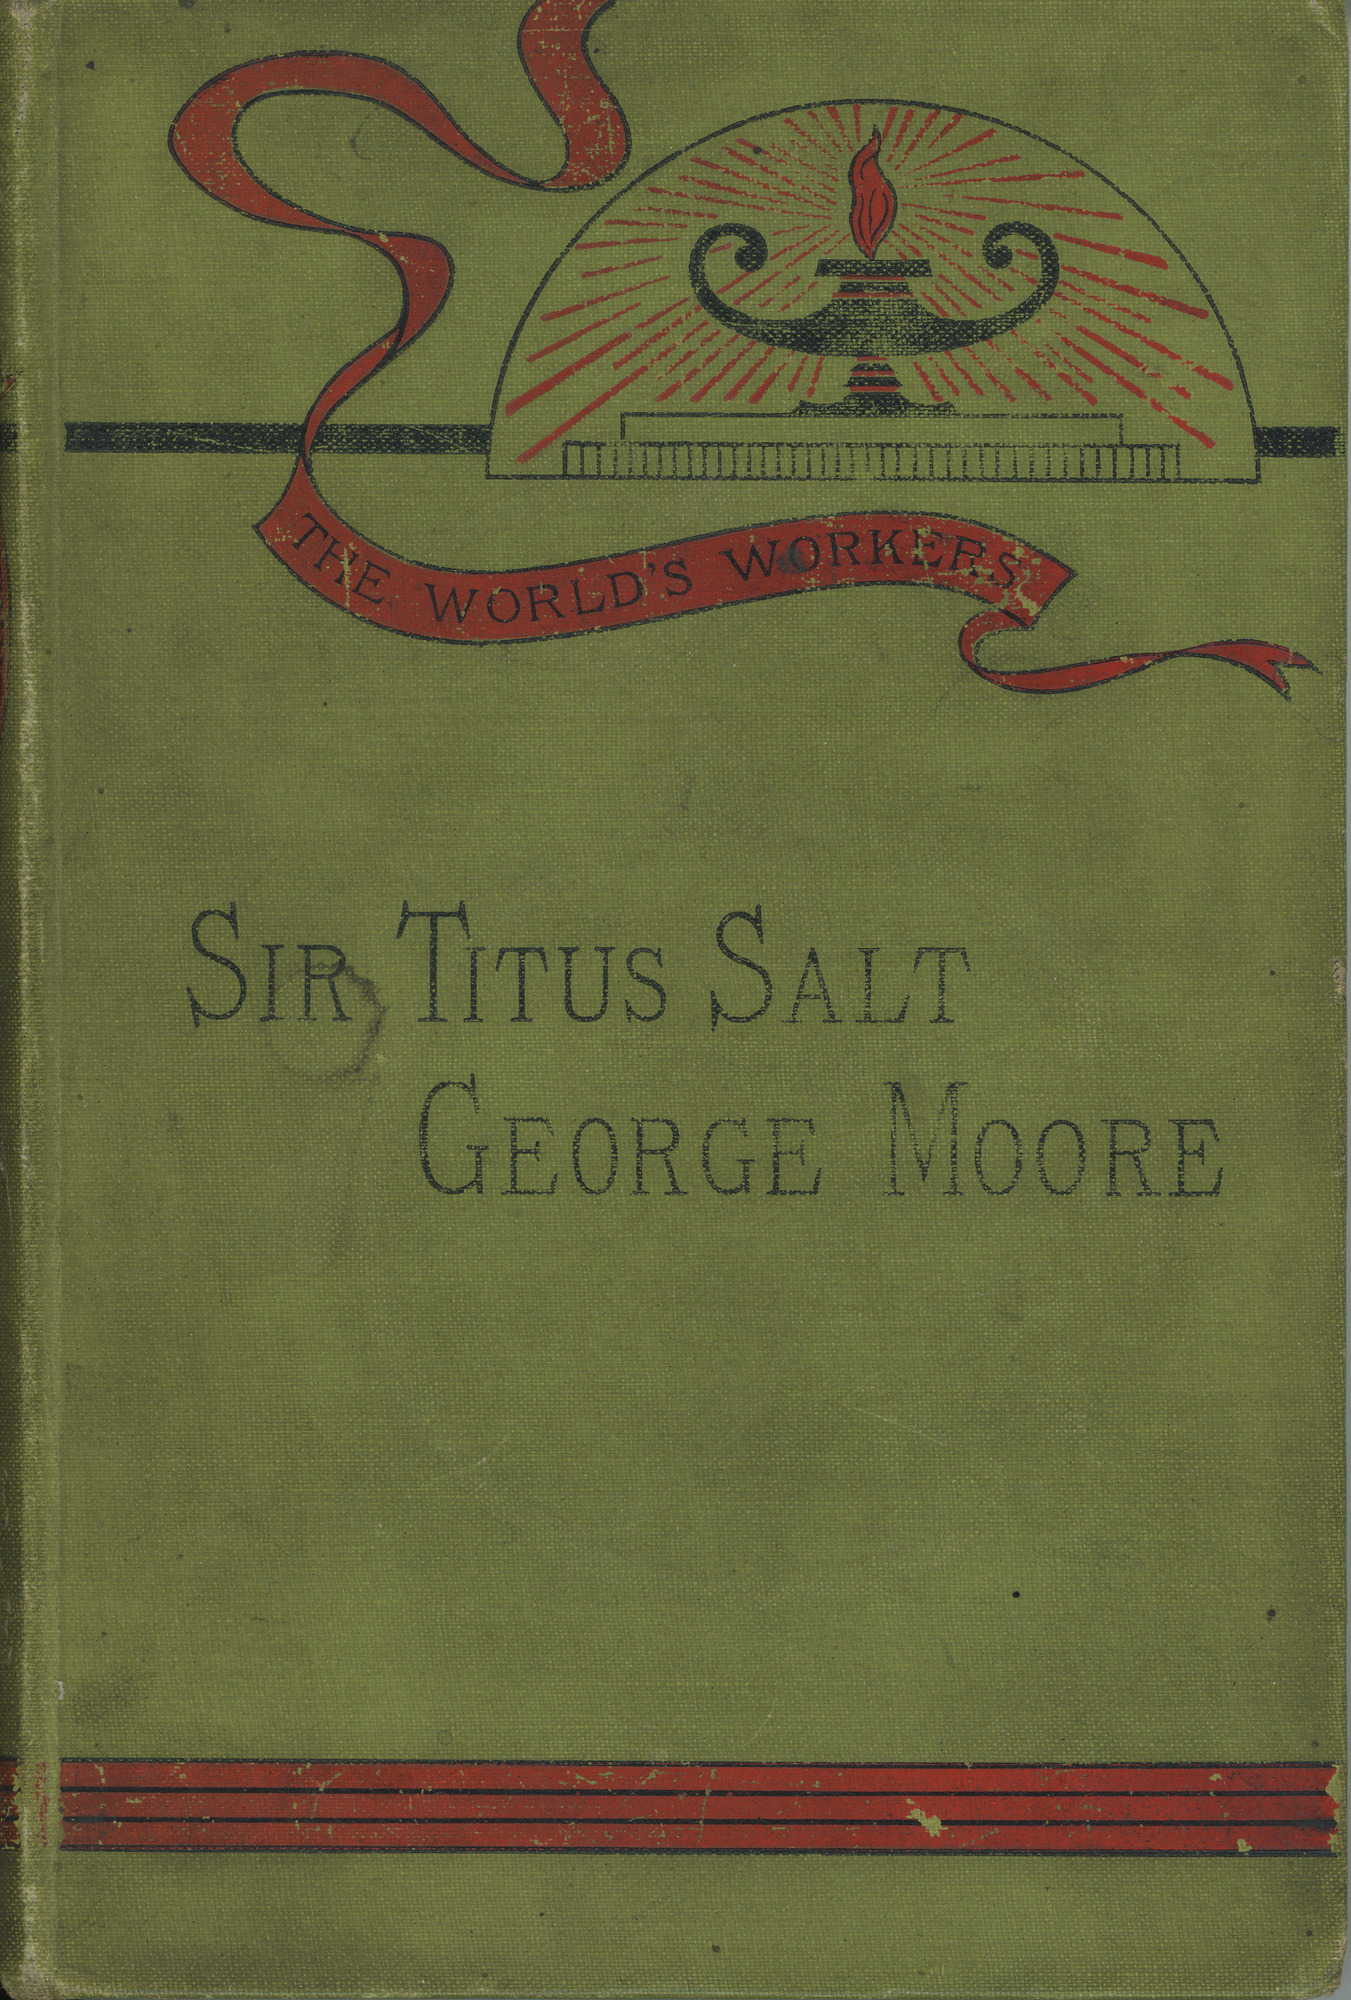 THE WORLD'S WORKERS
SIR TITUS SALT
GEORGE MOORE